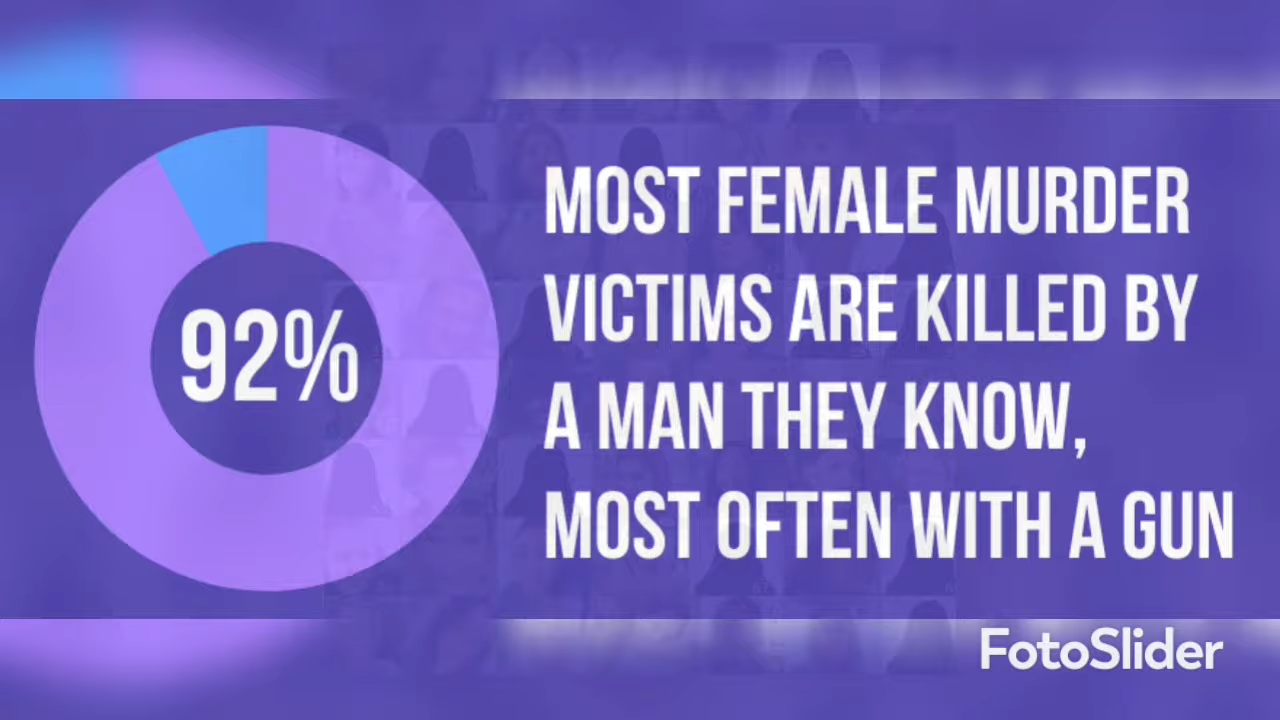 92%
MOST FEMALE MURDER
VICTIMS ARE KILLED BY
A MAN THEY KNOW,
MOST OFTEN WITH A GUN
FotoSlider